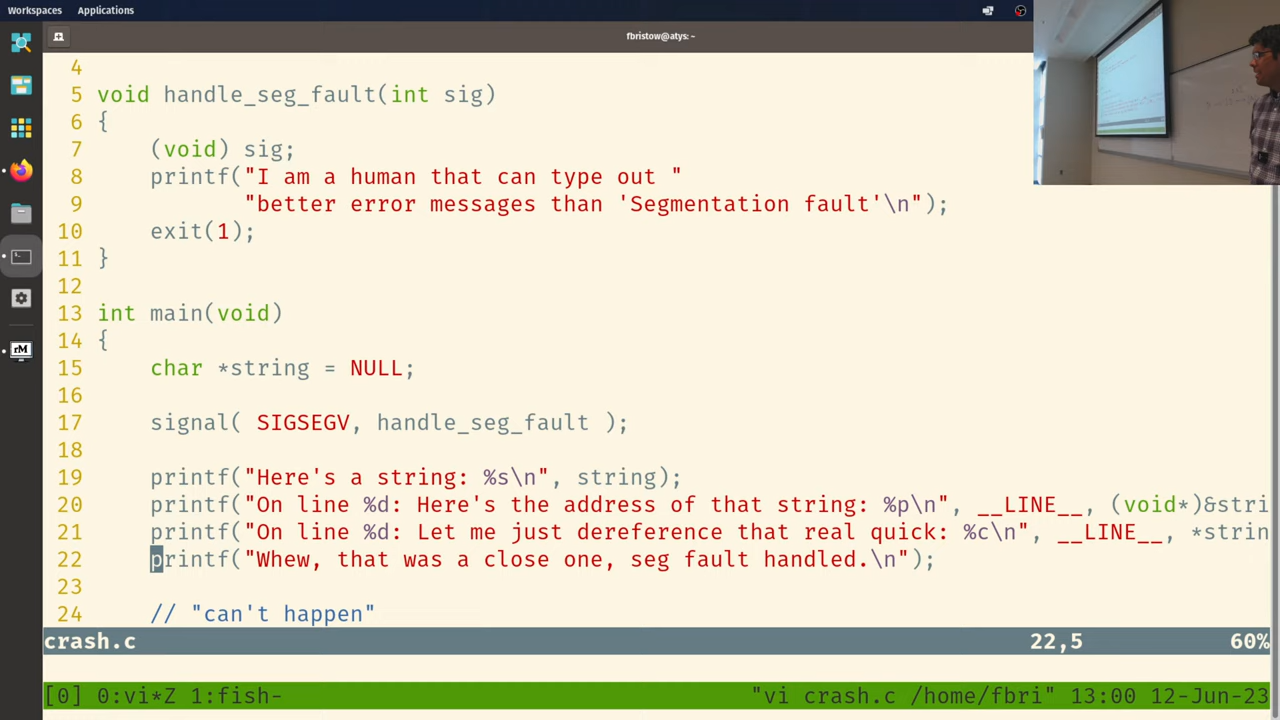 Workspaces Applications
fbristow@atys: ~
4
5 void handle_seg_fault(int sig)
6 {
7 (void) sig;
8 printf("I am a human that can type out "
9 "better error messages than 'Segmentation fault'\n");
10 exit(1);
11 }
12
13 int main(void)
14 {
15 char *string = NULL;
16
17 signal( SIGSEGV, handle_seg_fault );
18
19 printf("Here's a string: %s\n", string);
20 printf("On line %d: Here's the address of that string: %p\n", __LINE__, (void*)&stri
21 printf("On line %d: Let me just dereference that real quick: %c\n", __LINE__, *strin
22 printf("Whew, that was a close one, seg fault handled.\n");
23
24 // "can't happen"
crash.c 22,5 60%
[0] 0:vi*Z 1:fish- "vi crash.c /home/fbri" 13:00 12-Jun-23
rM